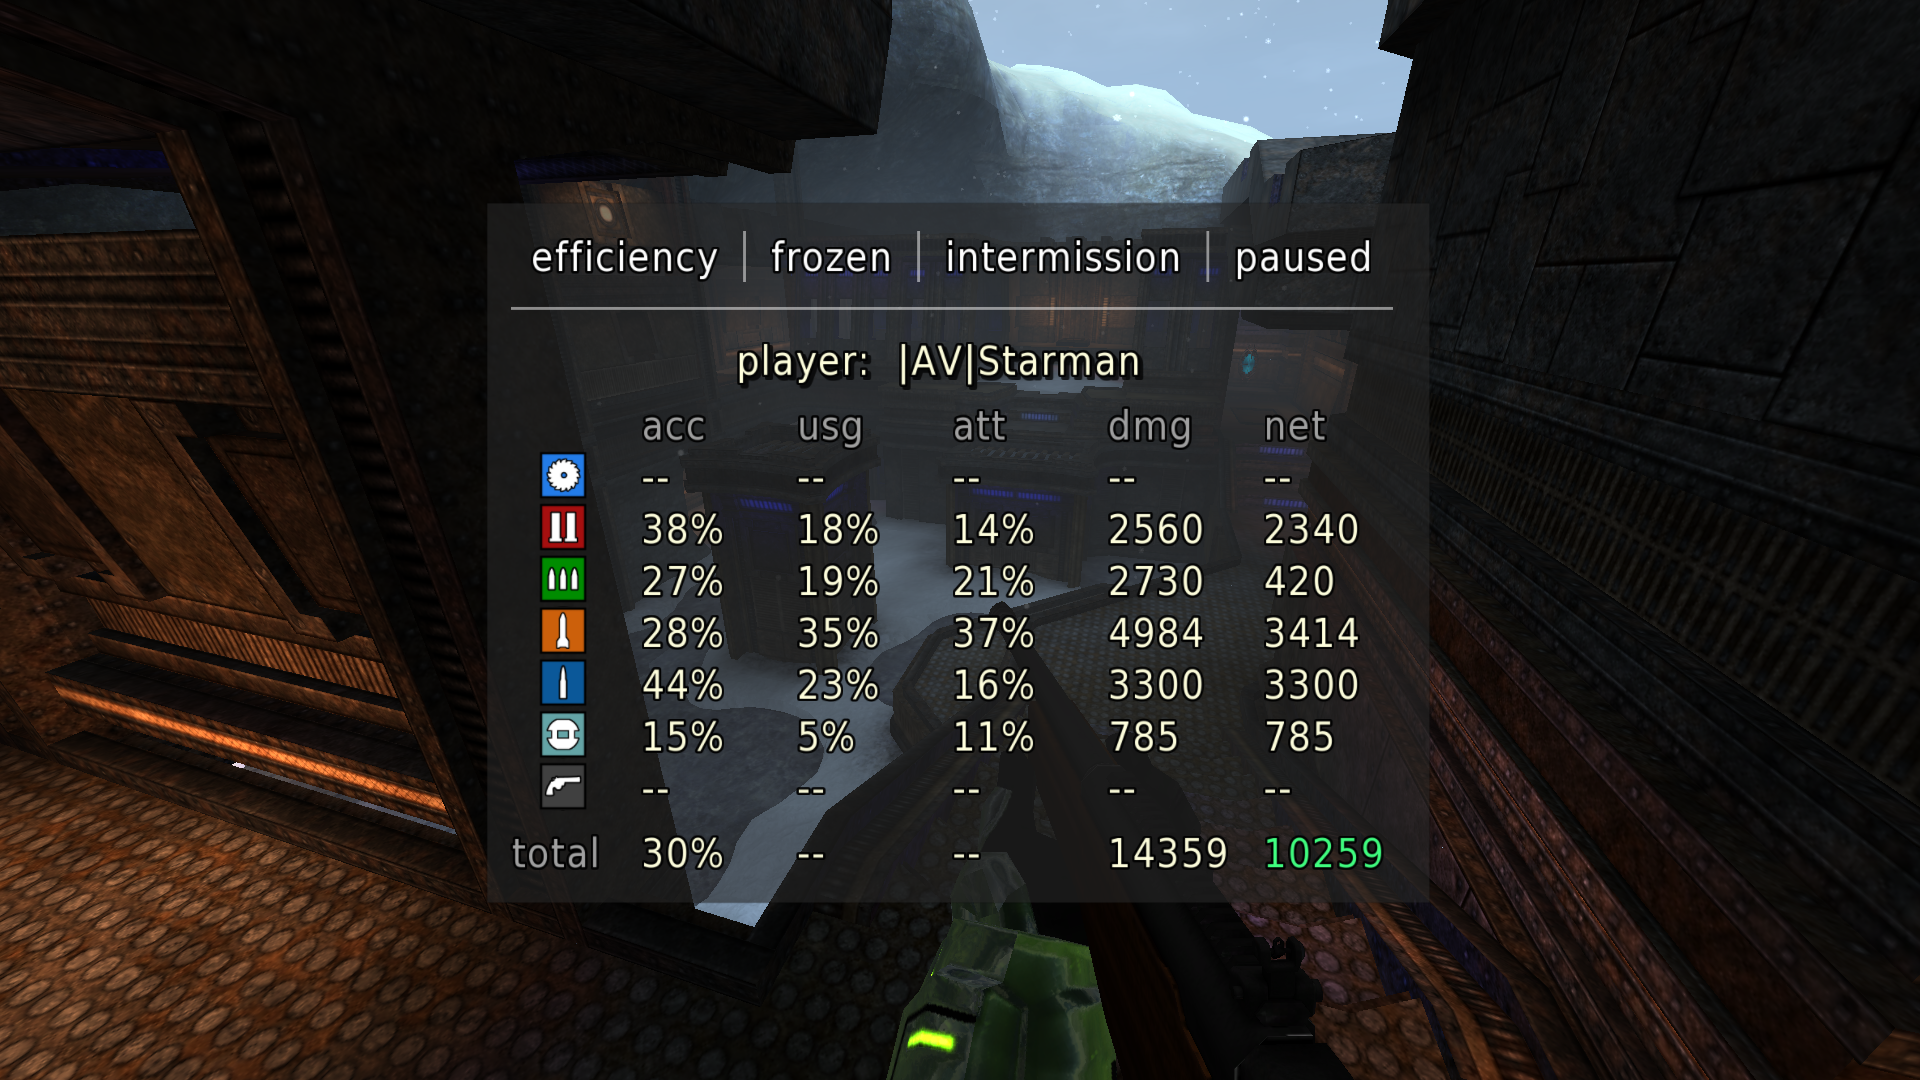 efficiency | frozen | intermission | paused
player: |AV|Starman
acc usg att dmg net
-- -- -- -- --
38% 18% 14% 2560 2340
27% 19% 21% 2730 420
28% 35% 37% 4984 3414
44% 23% 16% 3300 3300
15% 5% 11% 785 785
-- -- -- -- --
total 30% -- -- 14359 10259